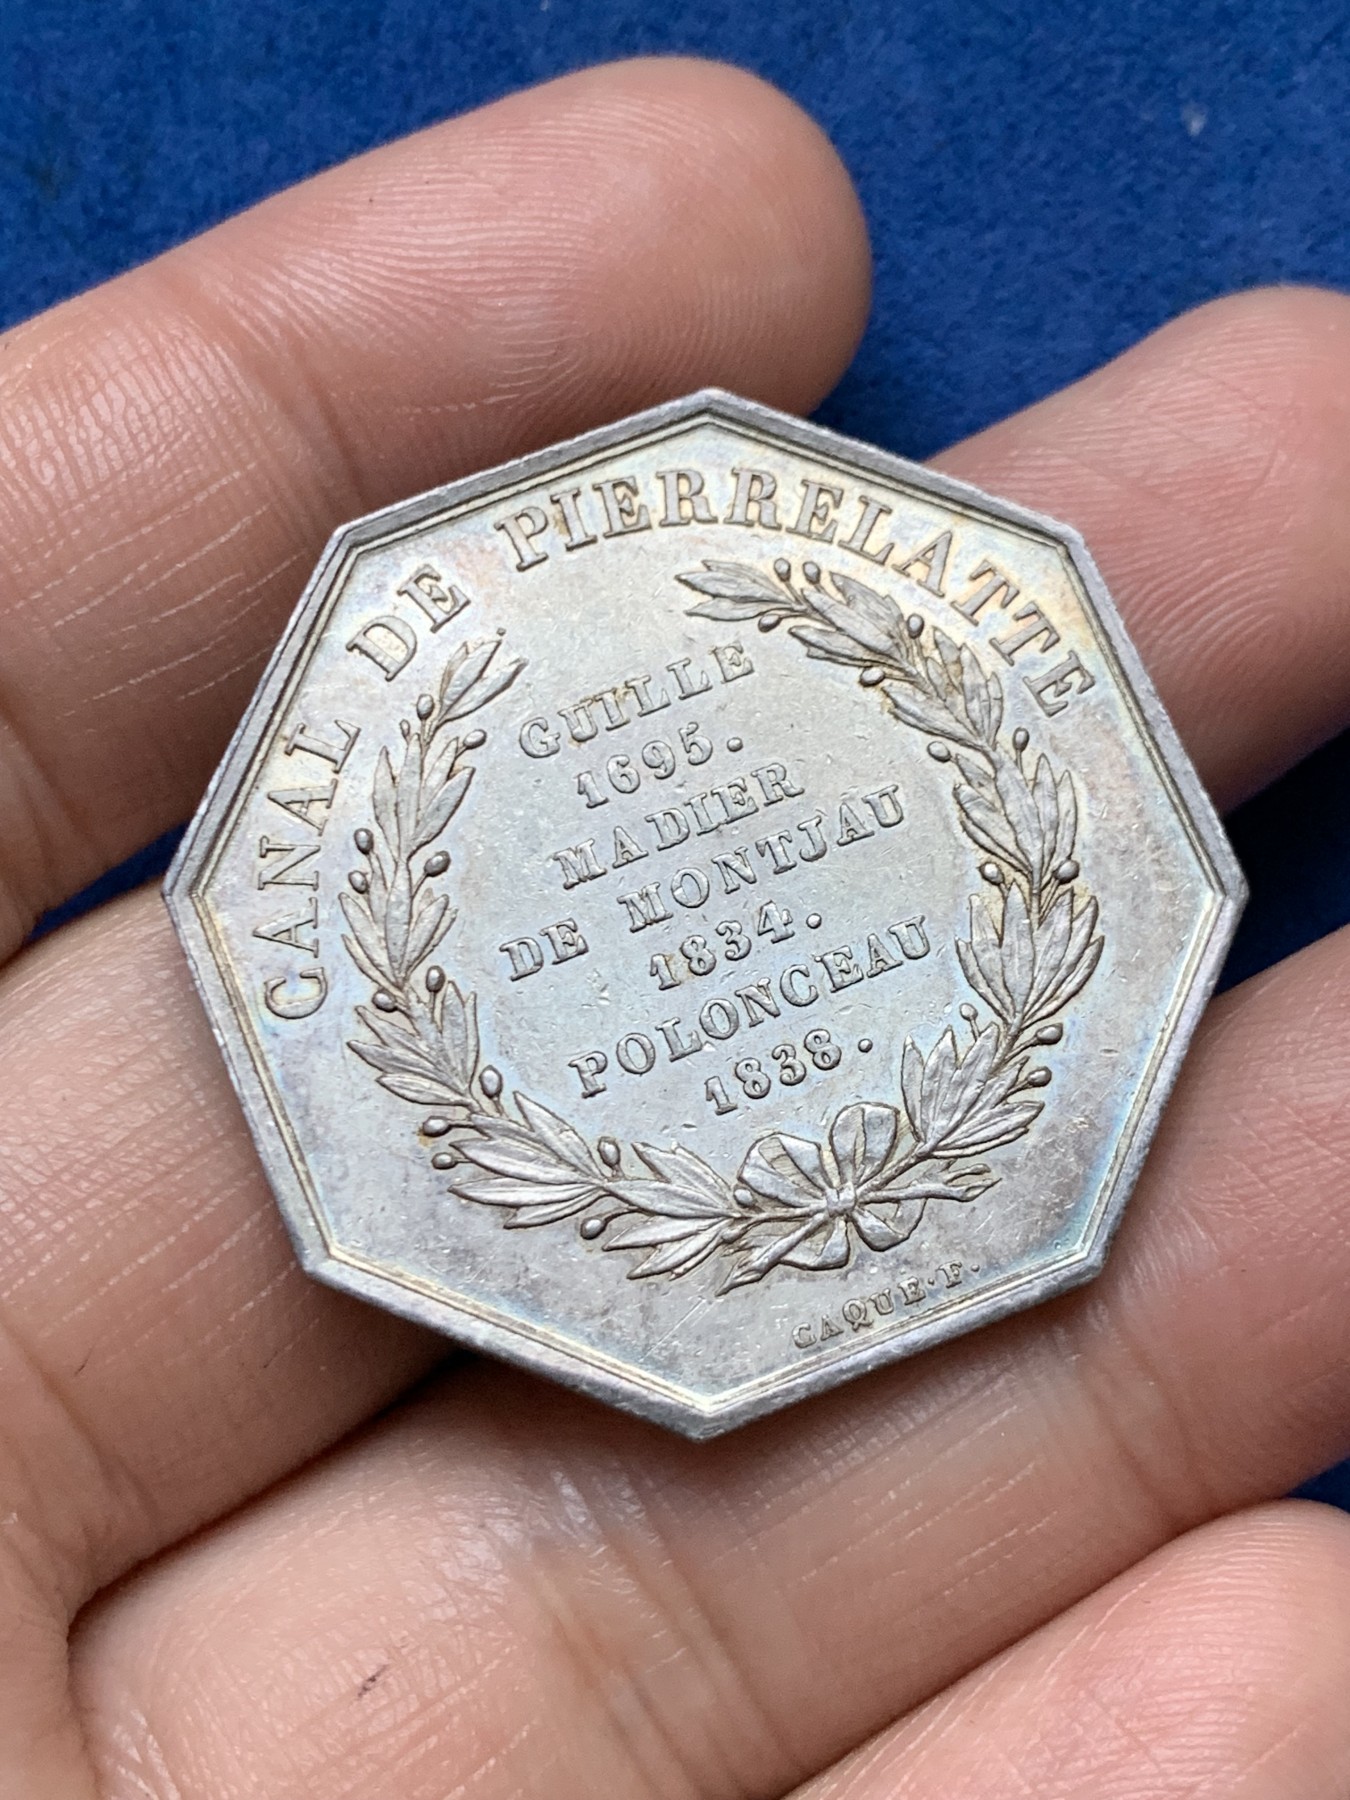 CANAL DE PIERRELATTE
GUILLE
1695.
MADIER
DE MONTJAU
1834.
POLONCEAU
1838.
CAQUE·F·